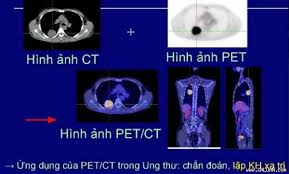 +
Hình ảnh CT
Hình ảnh PET
Hình ảnh PET/CT
→ Ứng dụng của PET/CT trong Ung thư: chẩn đoán, lập KH xạ trị